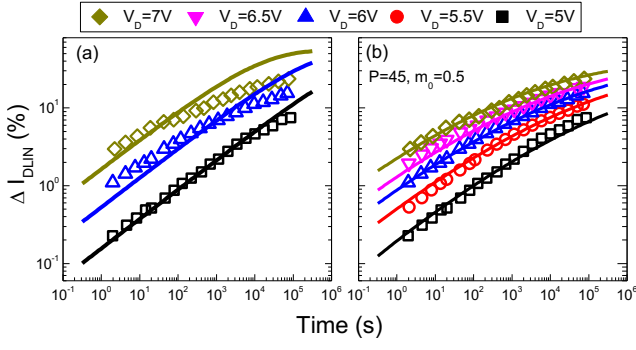 V_D=7V V_D=6.5V V_D=6V V_D=5.5V V_D=5V
(a) (b)
P=45, m_0=0.5
Δ I_DLIN (%)
10^1
10^0
10^-1
10^-1 10^0 10^1 10^2 10^3 10^4 10^5 10^6
10^-1 10^0 10^1 10^2 10^3 10^4 10^5 10^6
Time (s)